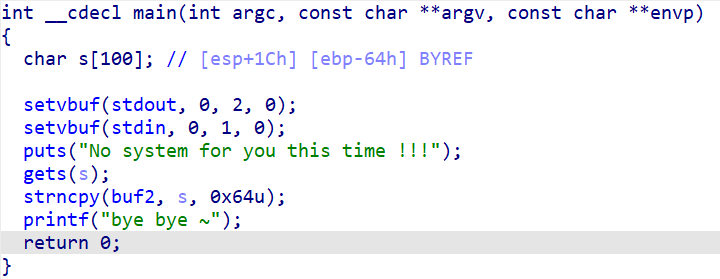 int __cdecl main(int argc, const char **argv, const char **envp)
{
  char s[100]; // [esp+1Ch] [ebp-64h] BYREF

  setvbuf(stdout, 0, 2, 0);
  setvbuf(stdin, 0, 1, 0);
  puts("No system for you this time !!!");
  gets(s);
  strncpy(buf2, s, 0x64u);
  printf("bye bye ~");
  return 0;
}